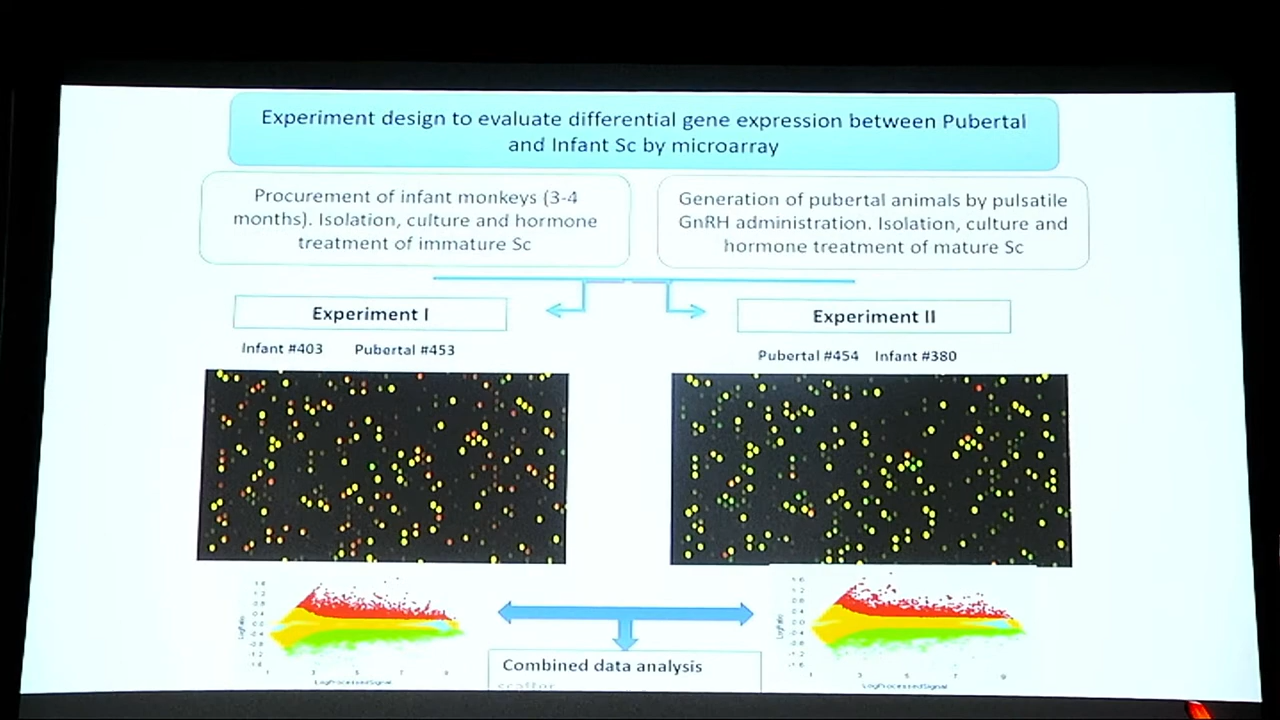 Experiment design to evaluate differential gene expression between Pubertal
and Infant Sc by microarray
Procurement of infant monkeys (3-4
months). Isolation, culture and hormone
treatment of immature Sc
Generation of pubertal animals by pulsatile
GnRH administration. Isolation, culture and
hormone treatment of mature Sc
Experiment I
Experiment II
Infant #403 Pubertal #453
Pubertal #454 Infant #380
LogProcessedSignal
LogProcessedSignal
Combined data analysis